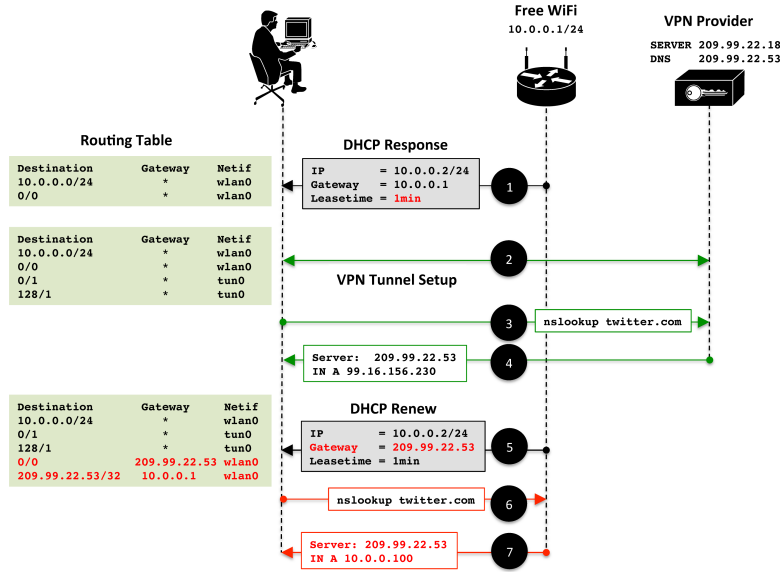 Free WiFi
10.0.0.1/24
VPN Provider
SERVER 209.99.22.18
DNS 209.99.22.53
Routing Table
Destination Gateway Netif
10.0.0.0/24 * wlan0
0/0 * wlan0
DHCP Response
IP = 10.0.0.2/24
Gateway = 10.0.0.1
Leasetime = 1min
1
Destination Gateway Netif
10.0.0.0/24 * wlan0
0/0 * wlan0
0/1 * tun0
128/1 * tun0
2
VPN Tunnel Setup
3
nslookup twitter.com
Server: 209.99.22.53
IN A 99.16.156.230
4
Destination Gateway Netif
10.0.0.0/24 * wlan0
0/1 * tun0
128/1 * tun0
0/0 209.99.22.53 wlan0
209.99.22.53/32 10.0.0.1 wlan0
DHCP Renew
IP = 10.0.0.2/24
Gateway = 209.99.22.53
Leasetime = 1min
5
nslookup twitter.com
6
Server: 209.99.22.53
IN A 10.0.0.100
7